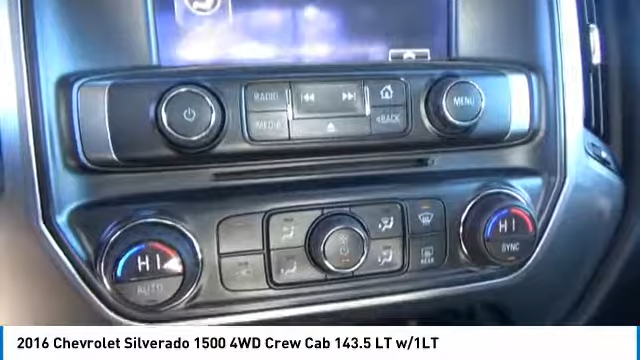 RADIO
MEDIA
BACK
MENU
HI
AUTO
REAR
HI
SYNC
2016 Chevrolet Silverado 1500 4WD Crew Cab 143.5 LT w/1LT